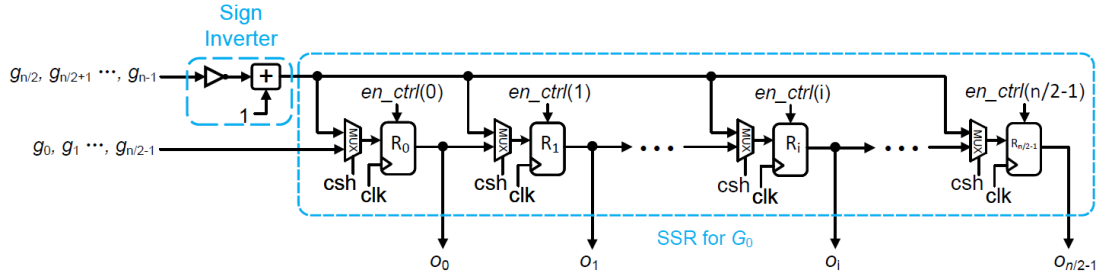 Sign
Inverter
g_{n/2}, g_{n/2+1} ···, g_{n-1}
+
1
en_ctrl(0)
en_ctrl(1)
en_ctrl(i)
en_ctrl(n/2-1)
g_0, g_1 ···, g_{n/2-1}
MUX
R_0
MUX
R_1
MUX
R_i
MUX
R_{n/2-1}
csh
clk
csh
clk
csh
clk
csh
clk
SSR for G_0
o_0
o_1
o_i
o_{n/2-1}